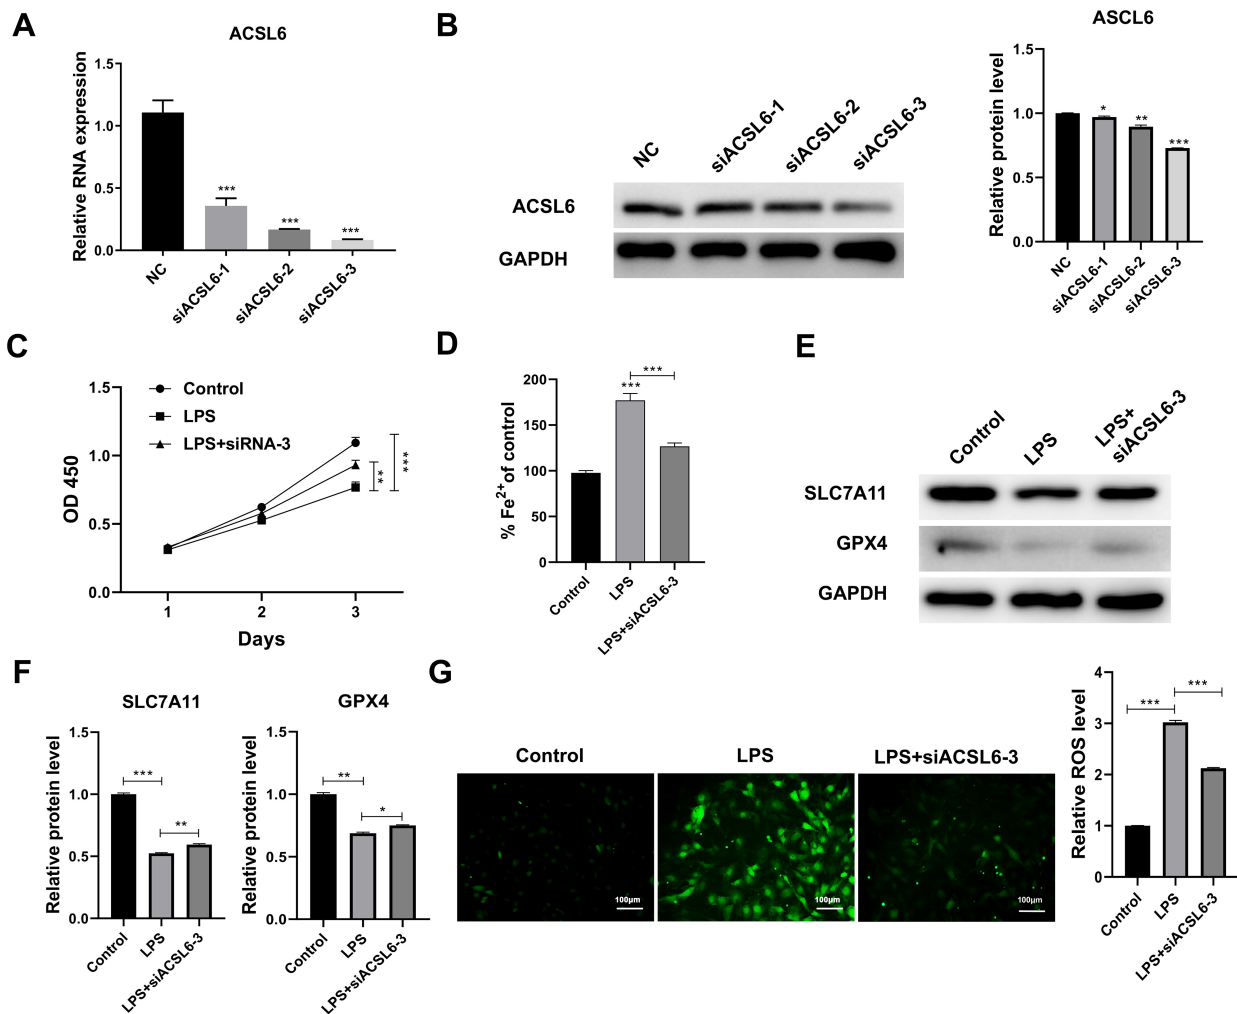 A
ACSL6
Relative RNA expression
1.5
1.0
0.5
0.0
***
***
***
NC
siACSL6-1
siACSL6-2
siACSL6-3
B
NC
siACSL6-1
siACSL6-2
siACSL6-3
ACSL6
GAPDH
ASCL6
Relative protein level
1.5
1.0
0.5
0.0
*
**
***
NC
siACSL6-1
siACSL6-2
siACSL6-3
C
OD 450
1.5
1.0
0.5
0.0
Control
LPS
LPS+siRNA-3
**
***
1
2
3
Days
D
% Fe2+ of control
200
150
100
50
0
***
***
Control
LPS
LPS+siACSL6-3
E
Control
LPS
LPS+
siACSL6-3
SLC7A11
GPX4
GAPDH
F
SLC7A11
Relative protein level
1.5
1.0
0.5
0.0
***
**
Control
LPS
LPS+siACSL6-3
GPX4
Relative protein level
1.5
1.0
0.5
0.0
**
*
Control
LPS
LPS+siACSL6-3
G
Control
LPS
LPS+siACSL6-3
100μm
100μm
100μm
Relative ROS level
4
3
2
1
0
***
***
Control
LPS
LPS+siACSL6-3